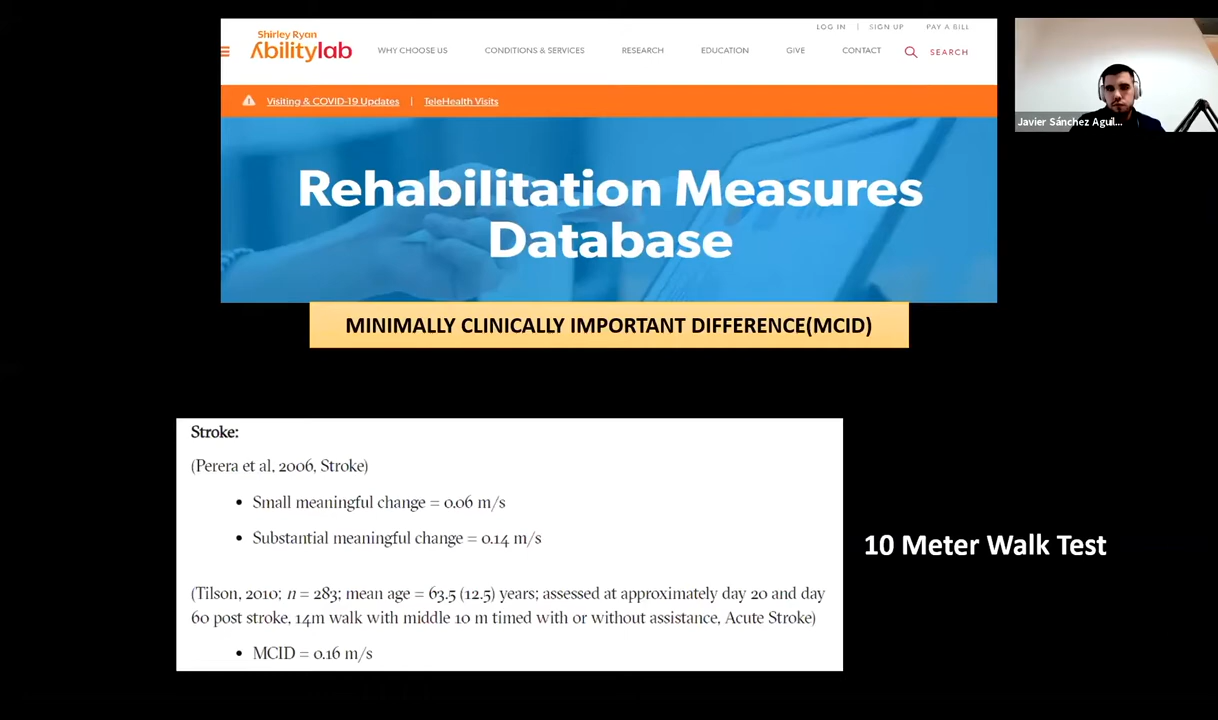 LOG IN | SIGN UP PAY A BILL
Shirley Ryan
Abilitylab
WHY CHOOSE US CONDITIONS & SERVICES RESEARCH EDUCATION GIVE CONTACT SEARCH
Visiting & COVID-19 Updates | TeleHealth Visits
Javier Sánchez Aguil...
Rehabilitation Measures
Database
MINIMALLY CLINICALLY IMPORTANT DIFFERENCE(MCID)
Stroke:
(Perera et al, 2006, Stroke)
• Small meaningful change = 0.06 m/s
• Substantial meaningful change = 0.14 m/s
10 Meter Walk Test
(Tilson, 2010; n = 283; mean age = 63.5 (12.5) years; assessed at approximately day 20 and day
60 post stroke, 14m walk with middle 10 m timed with or without assistance, Acute Stroke)
• MCID = 0.16 m/s